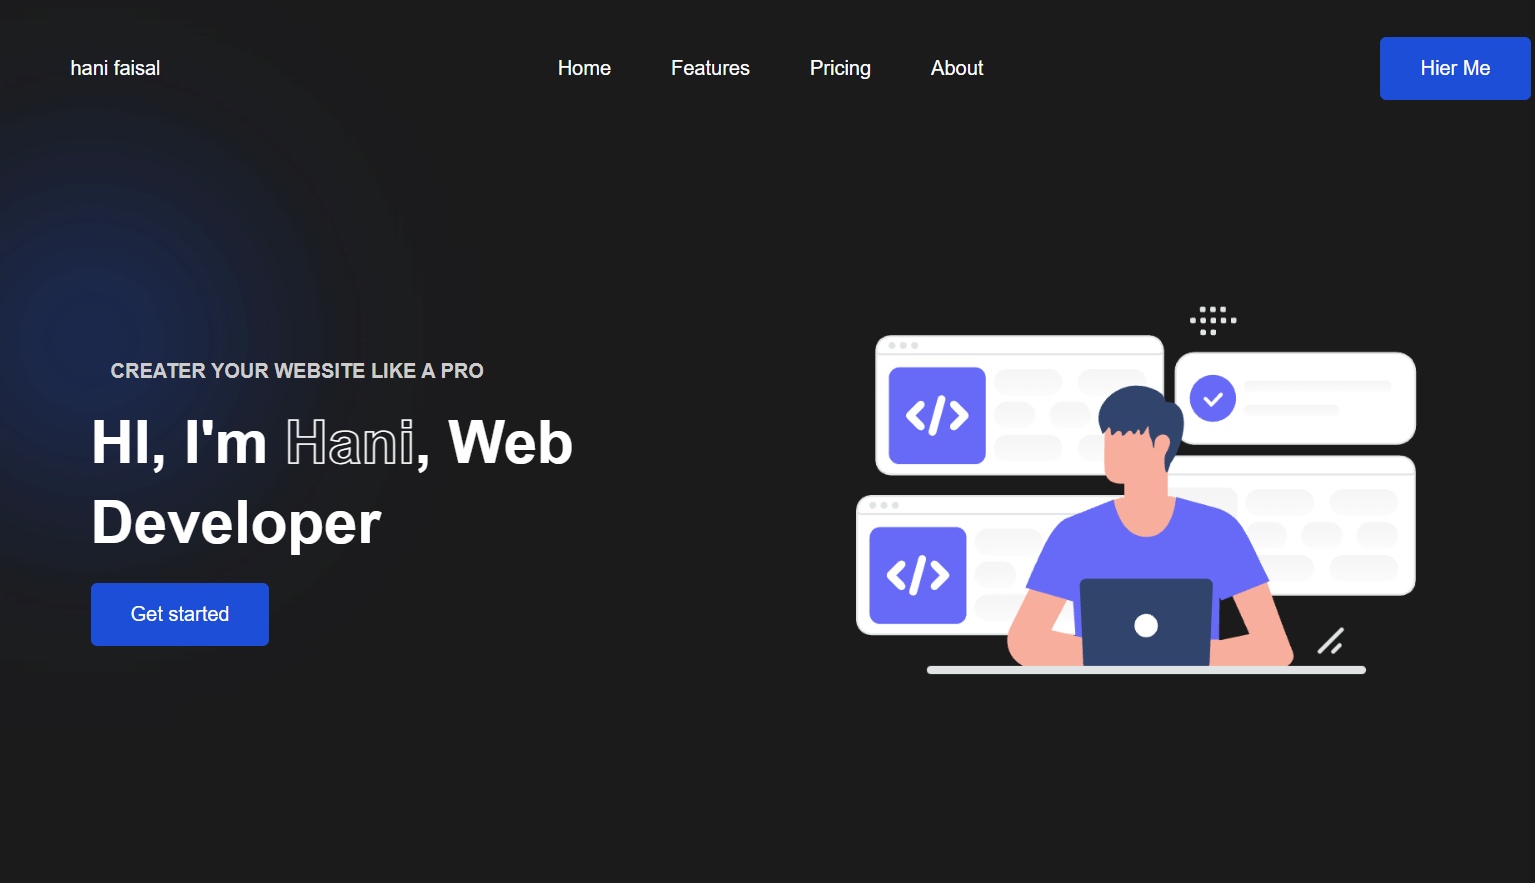 hani faisal
Home
Features
Pricing
About
Hier Me
CREATER YOUR WEBSITE LIKE A PRO
HI, I'm Hani, Web
Developer
Get started